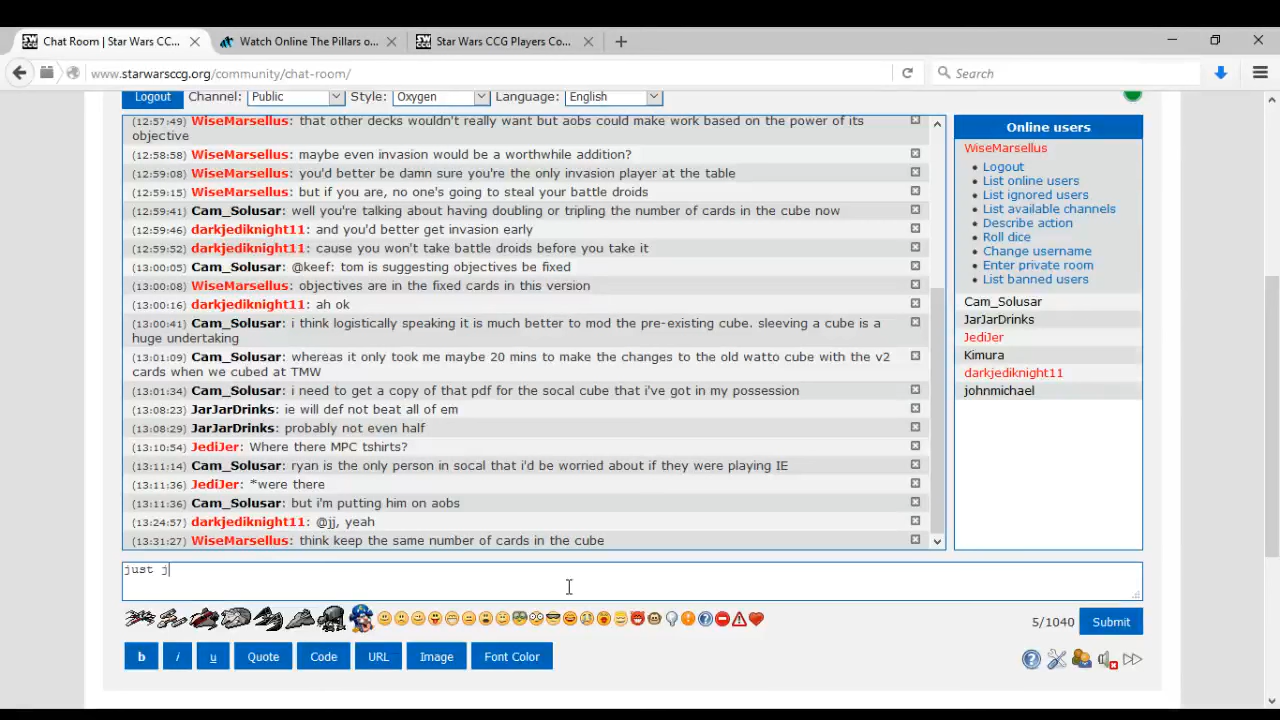 Chat Room | Star Wars CC...
Watch Online The Pillars o...
Star Wars CCG Players Co...
www.starwarsccg.org/community/chat-room/
Search
Logout Channel: Public Style: Oxygen Language: English
(12:57:49) WiseMarsellus: that other decks wouldn't really want but aobs could make work based on the power of its
objective
(12:58:58) WiseMarsellus: maybe even invasion would be a worthwhile addition?
(12:59:08) WiseMarsellus: you'd better be damn sure you're the only invasion player at the table
(12:59:15) WiseMarsellus: but if you are, no one's going to steal your battle droids
(12:59:41) Cam_Solusar: well you're talking about having doubling or tripling the number of cards in the cube now
(12:59:46) darkjediknight11: and you'd better get invasion early
(12:59:52) darkjediknight11: cause you won't take battle droids before you take it
(13:00:05) Cam_Solusar: @keef: tom is suggesting objectives be fixed
(13:00:08) WiseMarsellus: objectives are in the fixed cards in this version
(13:00:16) darkjediknight11: ah ok
(13:00:41) Cam_Solusar: i think logistically speaking it is much better to mod the pre-existing cube. sleeving a cube is a
huge undertaking
(13:01:09) Cam_Solusar: whereas it only took me maybe 20 mins to make the changes to the old watto cube with the v2
cards when we cubed at TMW
(13:01:34) Cam_Solusar: i need to get a copy of that pdf for the socal cube that i've got in my possession
(13:08:23) JarJarDrinks: ie will def not beat all of em
(13:08:29) JarJarDrinks: probably not even half
(13:10:54) JediJer: Where there MPC tshirts?
(13:11:14) Cam_Solusar: ryan is the only person in socal that i'd be worried about if they were playing IE
(13:11:36) JediJer: *were there
(13:11:36) Cam_Solusar: but i'm putting him on aobs
(13:24:57) darkjediknight11: @jj, yeah
(13:31:27) WiseMarsellus: think keep the same number of cards in the cube
Online users
WiseMarsellus
Logout
List online users
List ignored users
List available channels
Describe action
Roll dice
Change username
Enter private room
List banned users
Cam_Solusar
JarJarDrinks
JediJer
Kimura
darkjediknight11
johnmichael
just j
5/1040 Submit
b i u Quote Code URL Image Font Color